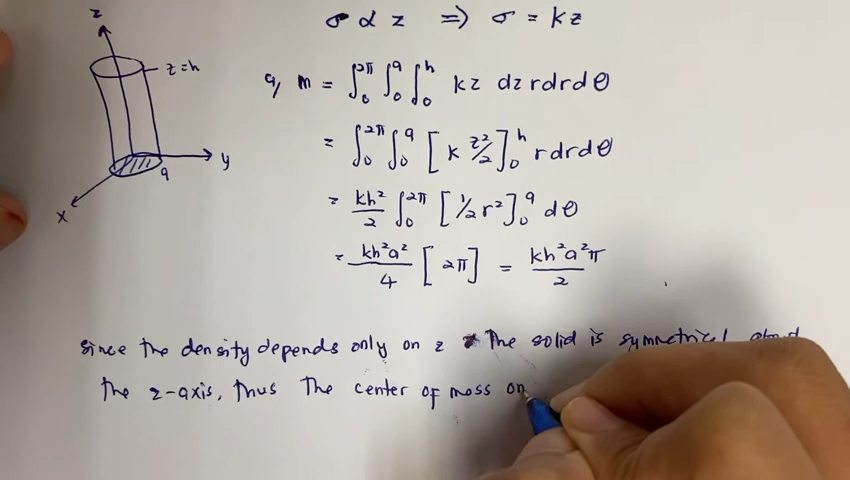 z
z=h
a
y
x
σ ∝ z ⇒ σ = kz
a, m = ∫₀^2π ∫₀^a ∫₀^h kz dz r dr dθ
= ∫₀^2π ∫₀^a [k z²/2]₀^h r dr dθ
= kh²/2 ∫₀^2π [1/2 r²]₀^a dθ
= kh²a²/4 [2π] = kh²a²π/2
since the density depends only on z the solid is symmetrical
the z-axis, thus the center of mass on